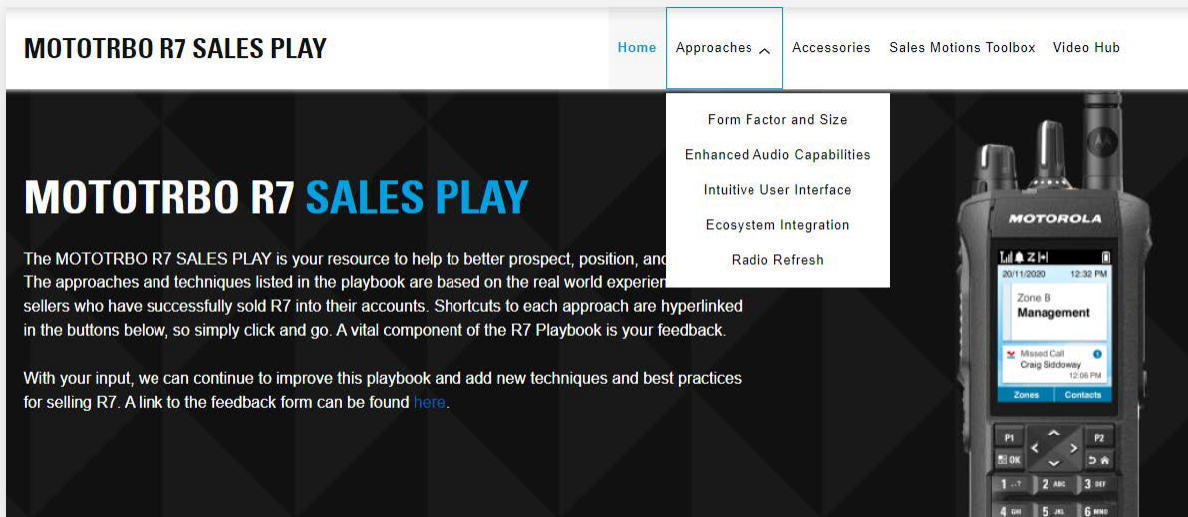 MOTOTRBO R7 SALES PLAY
Home
Approaches
Accessories
Sales Motions Toolbox
Video Hub
Form Factor and Size
Enhanced Audio Capabilities
Intuitive User Interface
Ecosystem Integration
Radio Refresh
MOTOTRBO R7 SALES PLAY
The MOTOTRBO R7 SALES PLAY is your resource to help to better prospect, position,
The approaches and techniques listed in the playbook are based on the real world
sellers who have successfully sold R7 into their accounts. Shortcuts to each approach are hyperlinked
in the buttons below, so simply click and go. A vital component of the R7 Playbook is your feedback.
With your input, we can continue to improve this playbook and add new techniques and best practices
for selling R7. A link to the feedback form can be found here.
MOTOROLA
20/11/2020 12:32 PM
Zone B
Management
Missed Call 1
Craig Siddoway
12:06 PM
Zones Contacts
P1 P2
OK
1 ..? 2 ABC 3 DEF
4 GHI 5 JKL 6 MNO